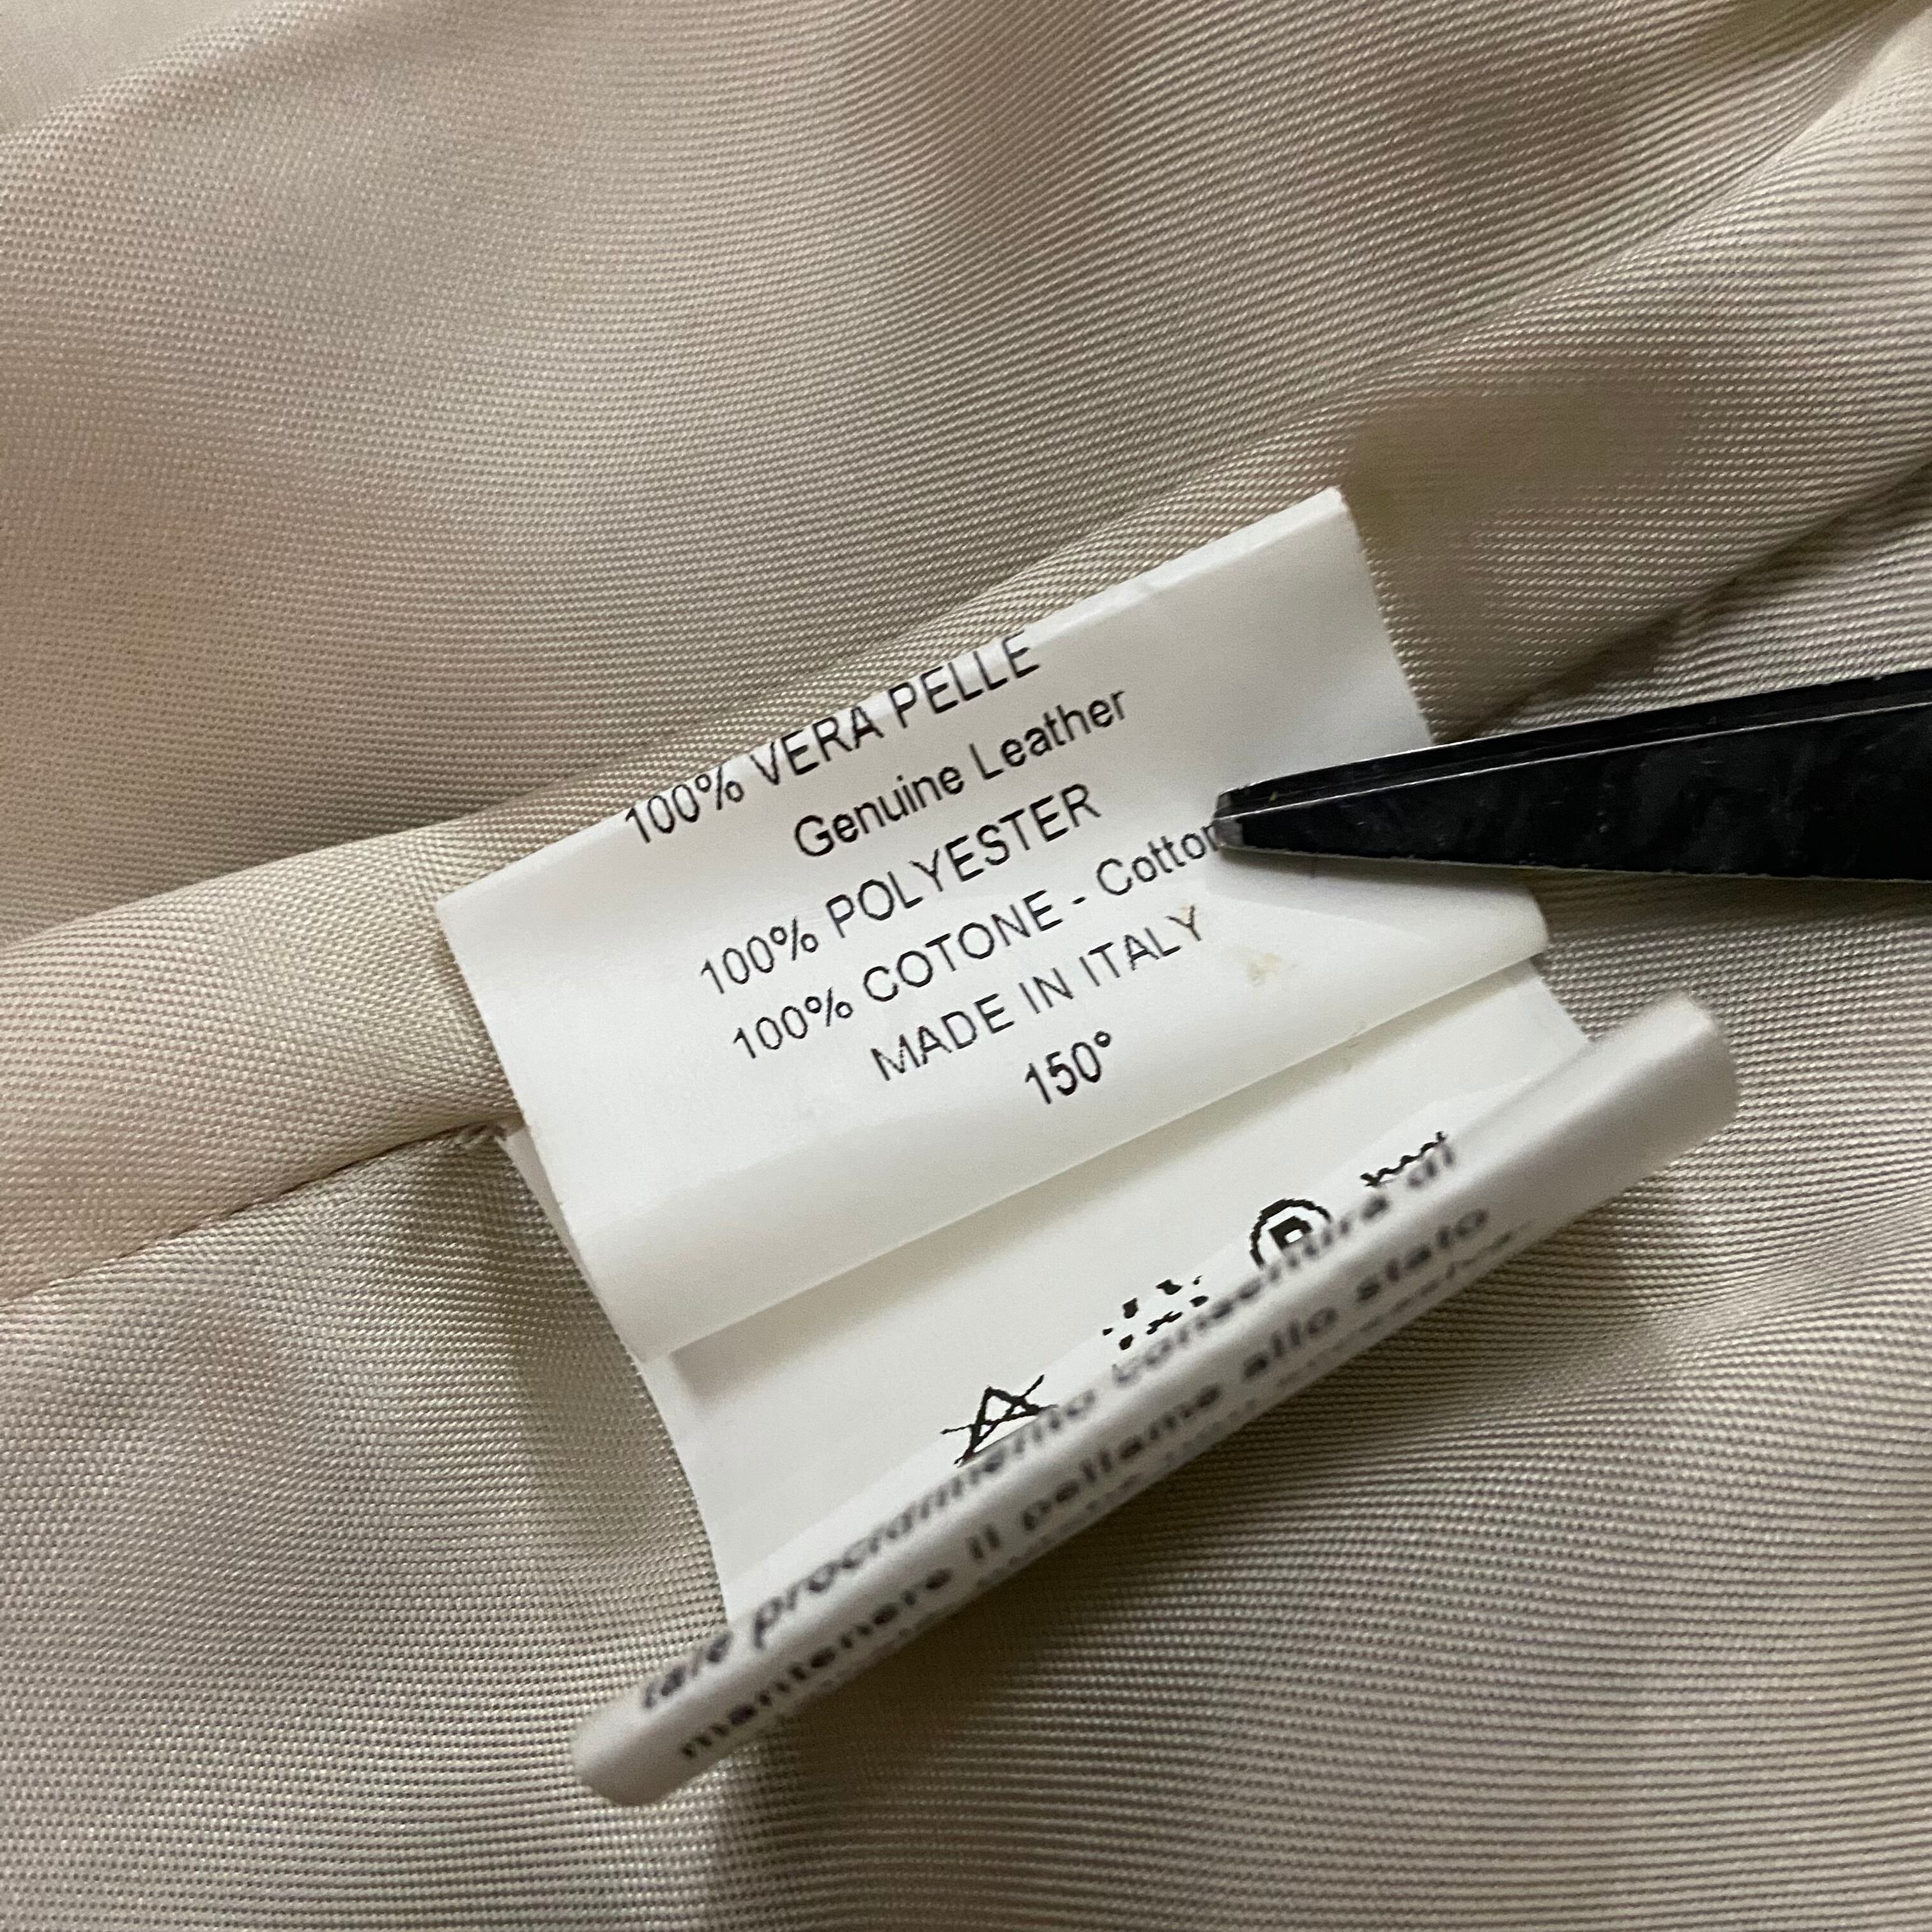 100% VERA PELLE
Genuine Leather
100% POLYESTER
100% COTONE - Cotton
MADE IN ITALY
150°
P
tale procidimento consentirà di
mantenere il pellame allo stato